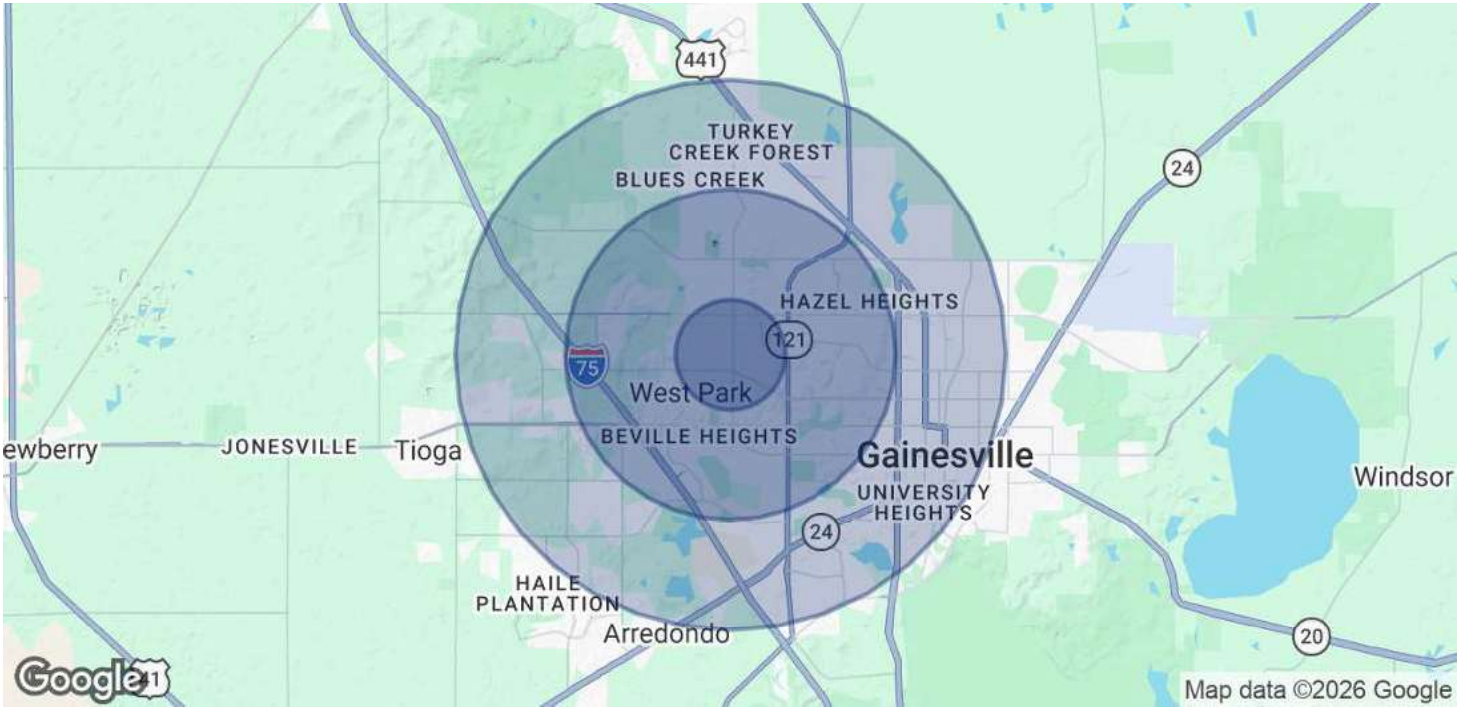 441
TURKEY
CREEK FOREST
24
BLUES CREEK
HAZEL HEIGHTS
121
75
West Park
BEVILLE HEIGHTS
ewberry
JONESVILLE
Tioga
Gainesville
Windsor
UNIVERSITY
HEIGHTS
24
HAILE
PLANTATION
Arredondo
20
Google
41
Map data ©2026 Google